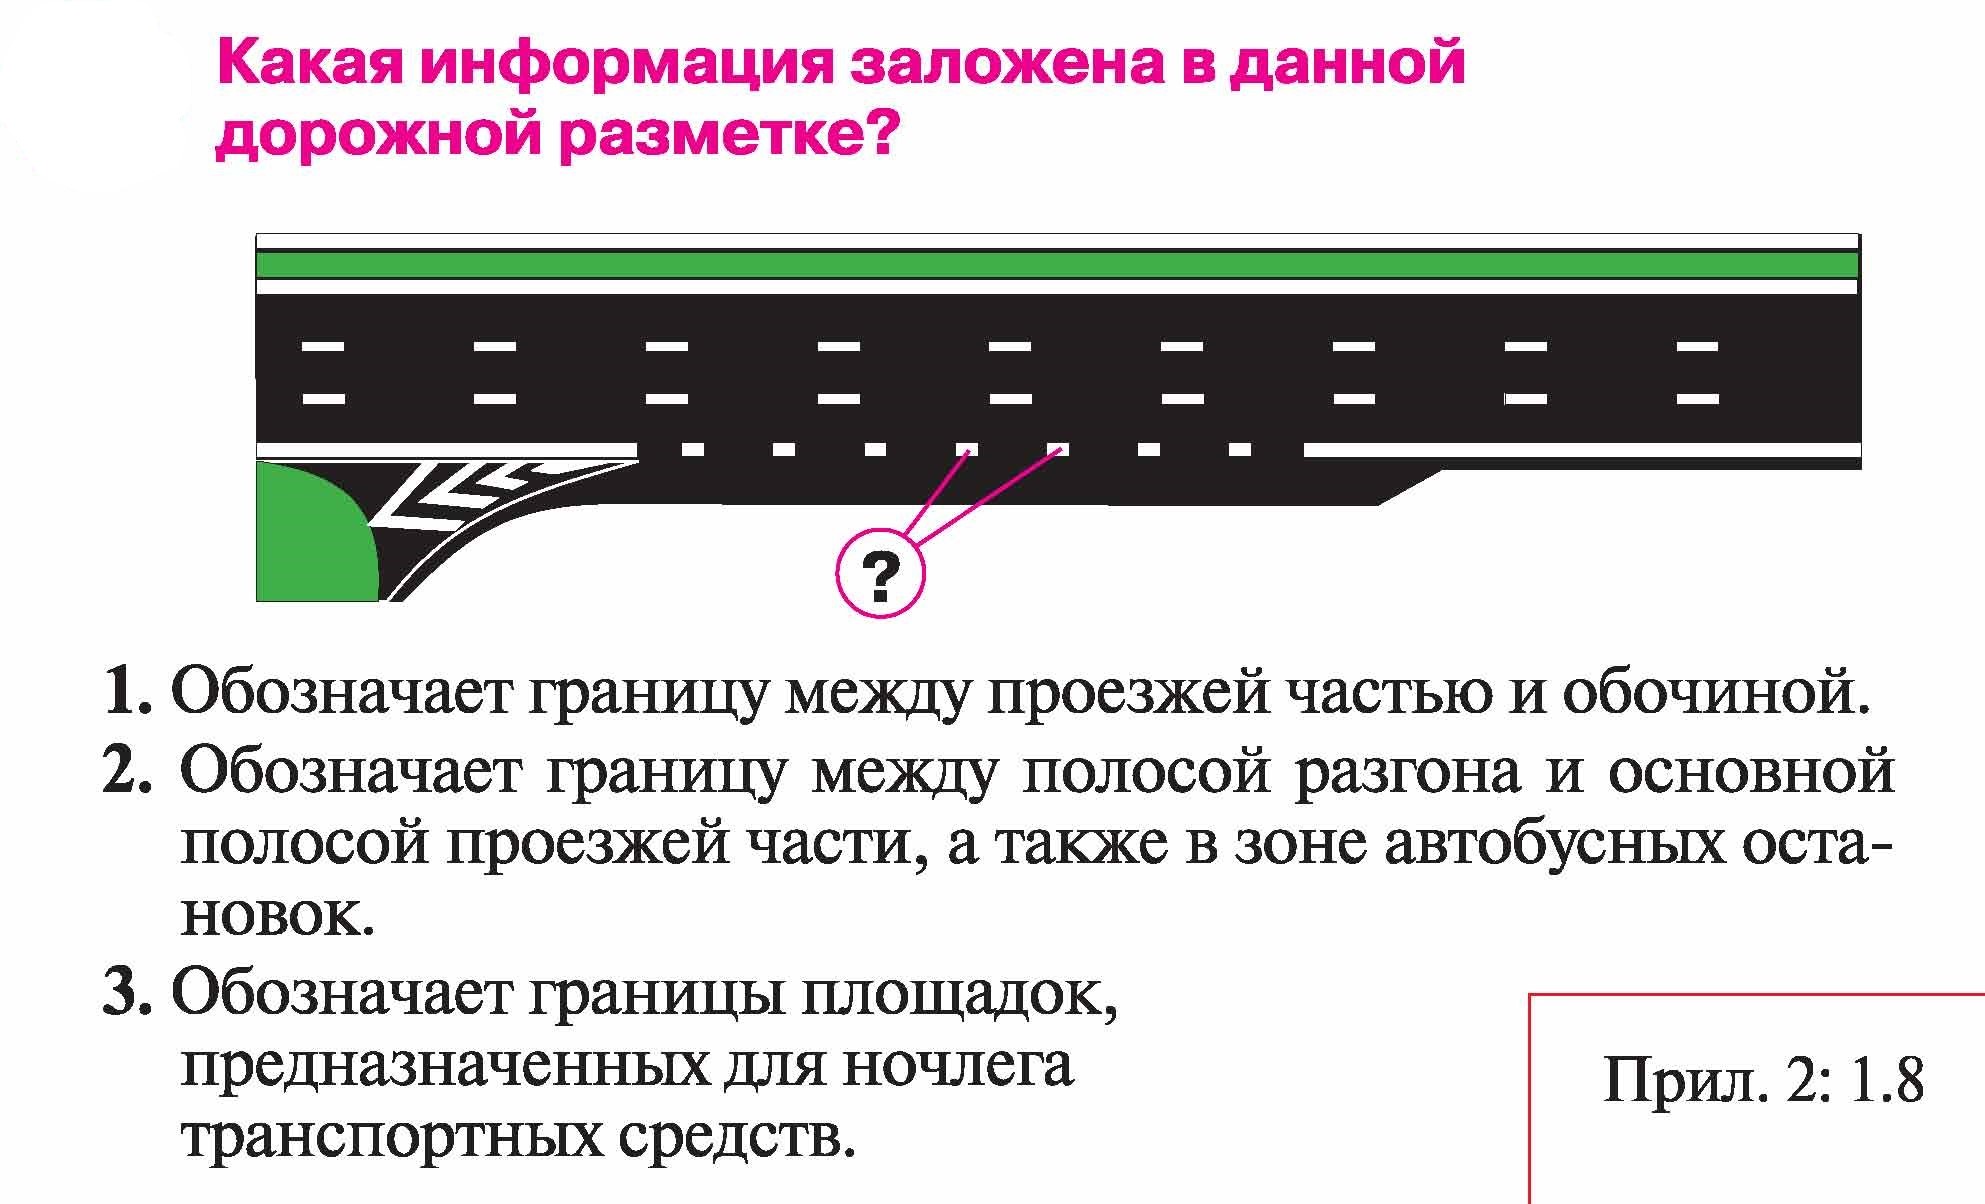 Какая информация заложена в данной
дорожной разметке?
?
1. Обозначает границу между проезжей частью и обочиной.
2. Обозначает границу между полосой разгона и основной
полосой проезжей части, а также в зоне автобусных оста-
новок.
3. Обозначает границы площадок,
предназначенных для ночлега
транспортных средств.
Прил. 2: 1.8